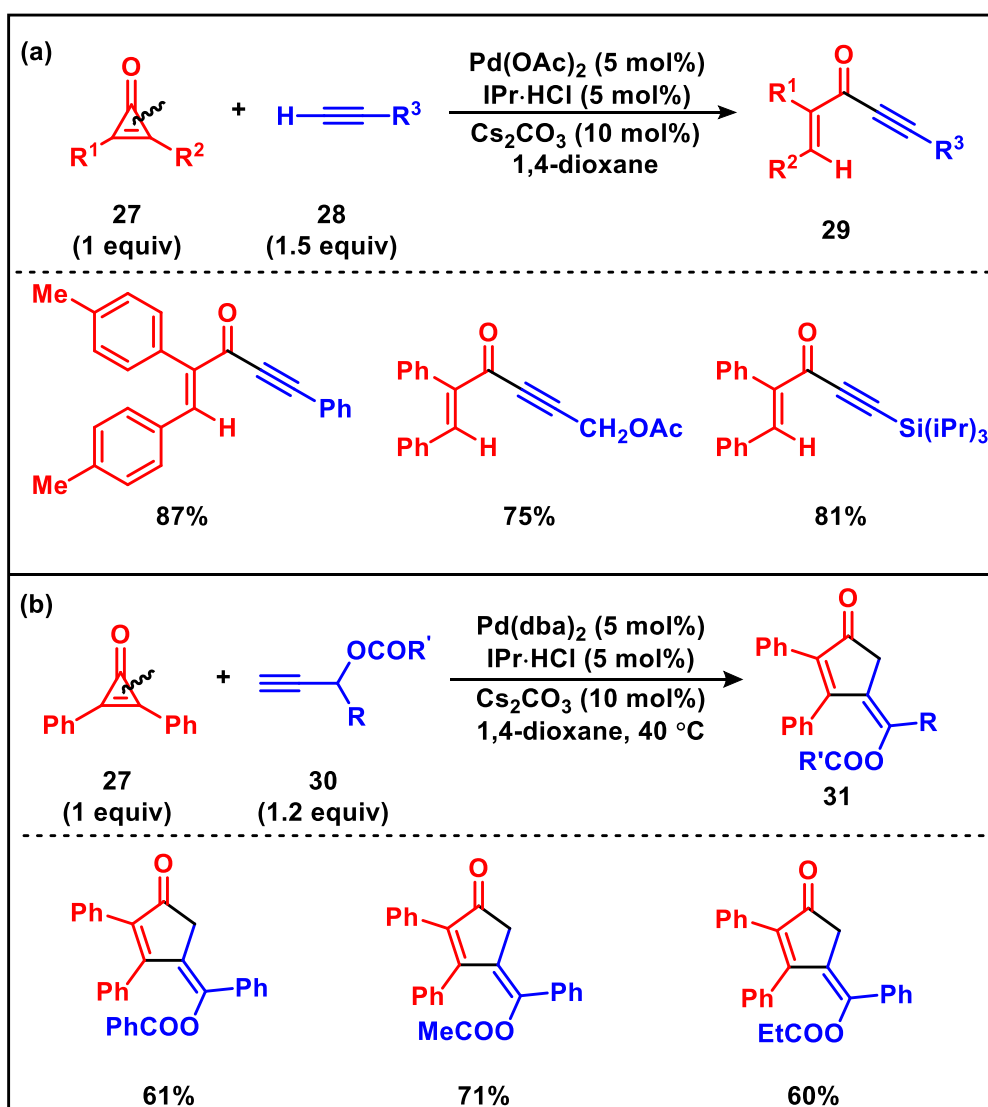 (a)
O
R¹ R²
27
(1 equiv)
+
H R³
28
(1.5 equiv)
Pd(OAc)₂ (5 mol%)
IPr·HCl (5 mol%)
Cs₂CO₃ (10 mol%)
1,4-dioxane
O
R¹
R² H
R³
29
Me
O
H
Ph
Me
87%
O
Ph
Ph H
CH₂OAc
75%
O
Ph
Ph H
Si(iPr)₃
81%
(b)
O
Ph Ph
27
(1 equiv)
+
OCOR'
R
30
(1.2 equiv)
Pd(dba)₂ (5 mol%)
IPr·HCl (5 mol%)
Cs₂CO₃ (10 mol%)
1,4-dioxane, 40 °C
O
Ph
Ph
R
R'COO
31
O
Ph
Ph
Ph
PhCOO
61%
O
Ph
Ph
Ph
MeCOO
71%
O
Ph
Ph
Ph
EtCOO
60%